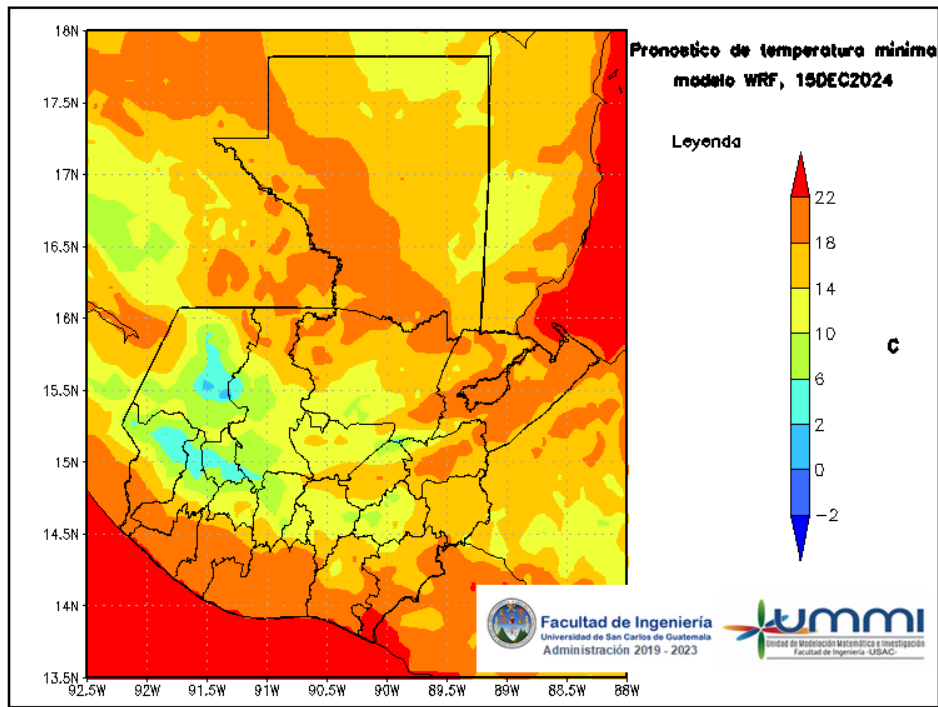 Pronostico de temperatura minima
modelo WRF, 15DEC2024
Leyenda
22
18
14
10
6
2
0
−2
C
18N
17.5N
17N
16.5N
16N
15.5N
15N
14.5N
14N
13.5N
92.5W 92W 91.5W 91W 90.5W 90W 89.5W 89W 88.5W 88W
Facultad de Ingeniería
Universidad de San Carlos de Guatemala
Administración 2019 - 2023
ummi
Unidad de Modelación Matemática e Investigación
Facultad de Ingeniería -USAC-